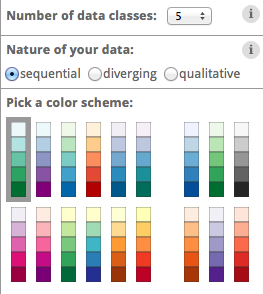 Number of data classes: 5 i
Nature of your data: i
sequential diverging qualitative
Pick a color scheme: